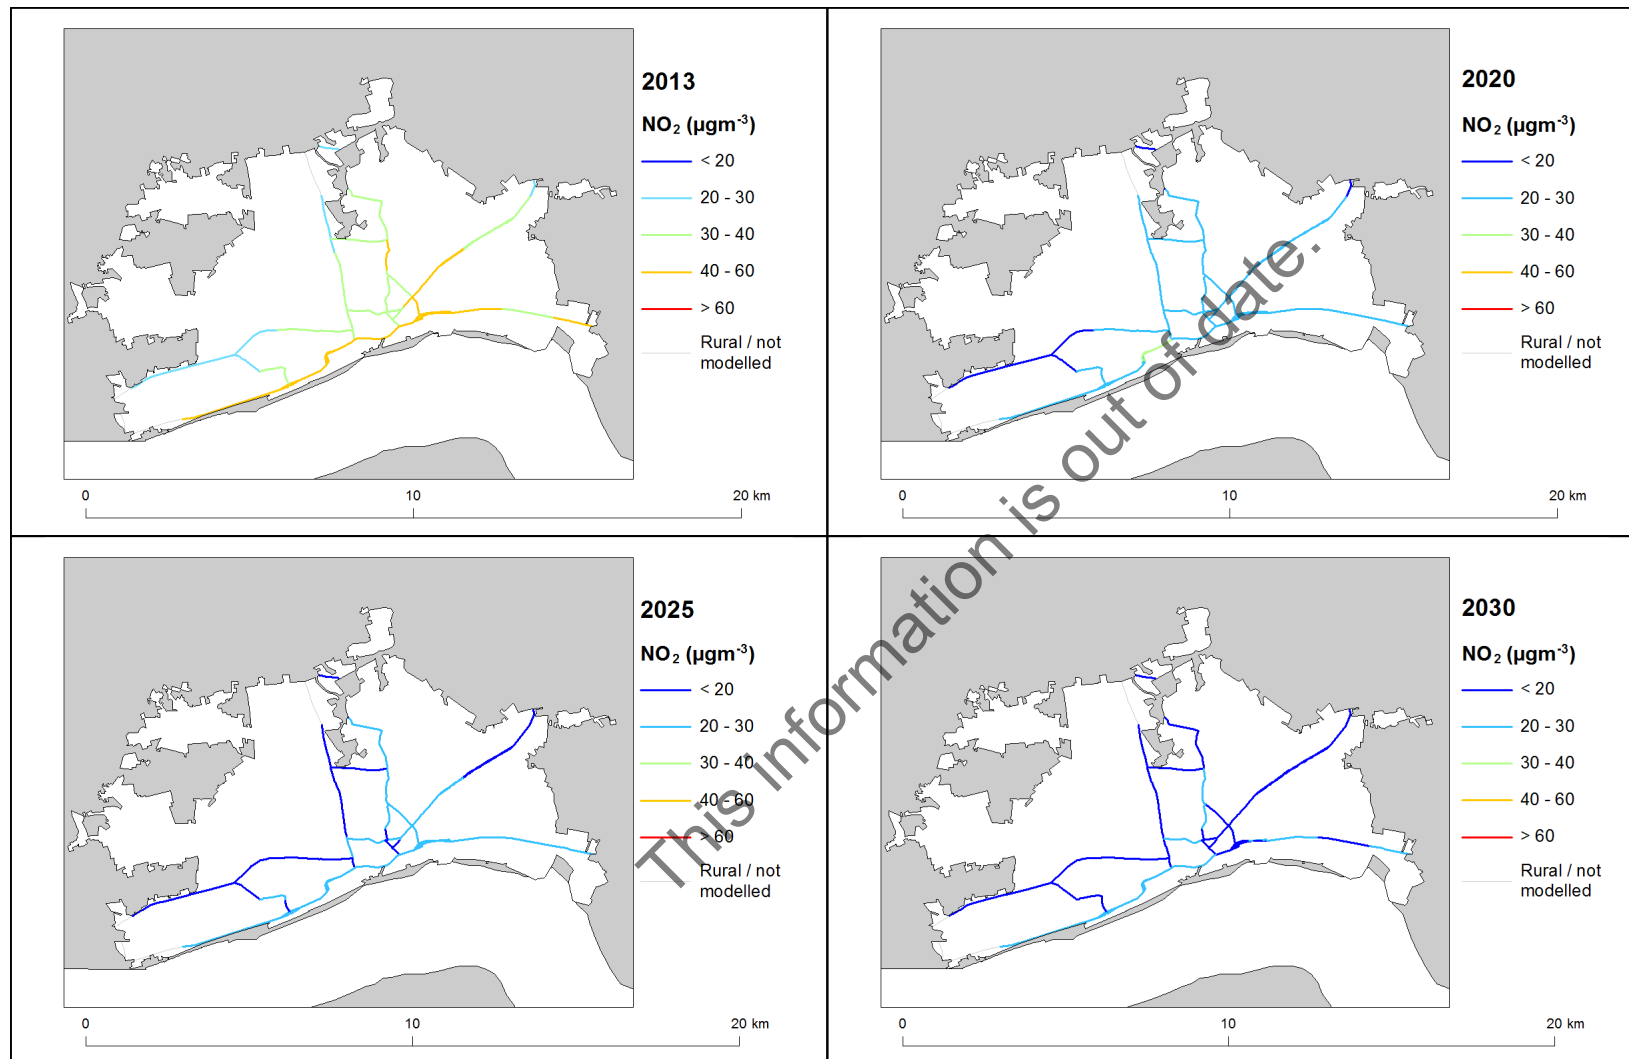 2013
NO₂ (µgm⁻³)
< 20
20 - 30
30 - 40
40 - 60
> 60
Rural / not
modelled
0
10
20 km
2020
NO₂ (µgm⁻³)
< 20
20 - 30
30 - 40
40 - 60
> 60
Rural / not
modelled
0
10
20 km
2025
NO₂ (µgm⁻³)
< 20
20 - 30
30 - 40
40 - 60
> 60
Rural / not
modelled
0
10
20 km
2030
NO₂ (µgm⁻³)
< 20
20 - 30
30 - 40
40 - 60
> 60
Rural / not
modelled
0
10
20 km
This information is out of date.